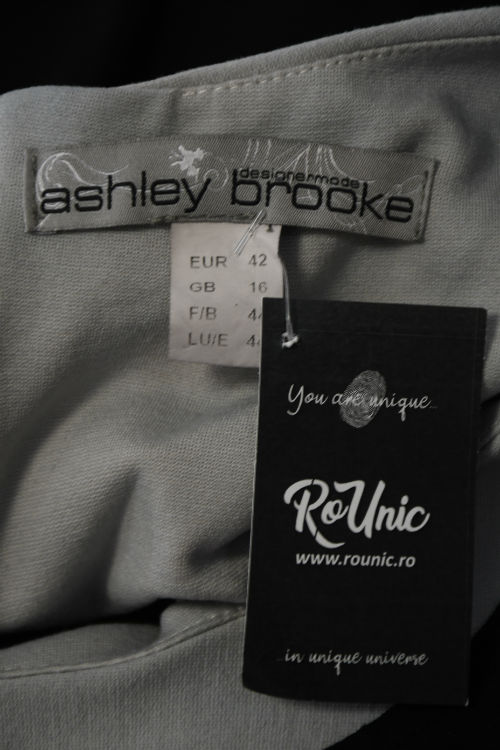 designermode
ashley brooke
EUR 42
GB 16
F/B
LU/E
You are unique...
RoUnic
www.rounic.ro
...in unique universe